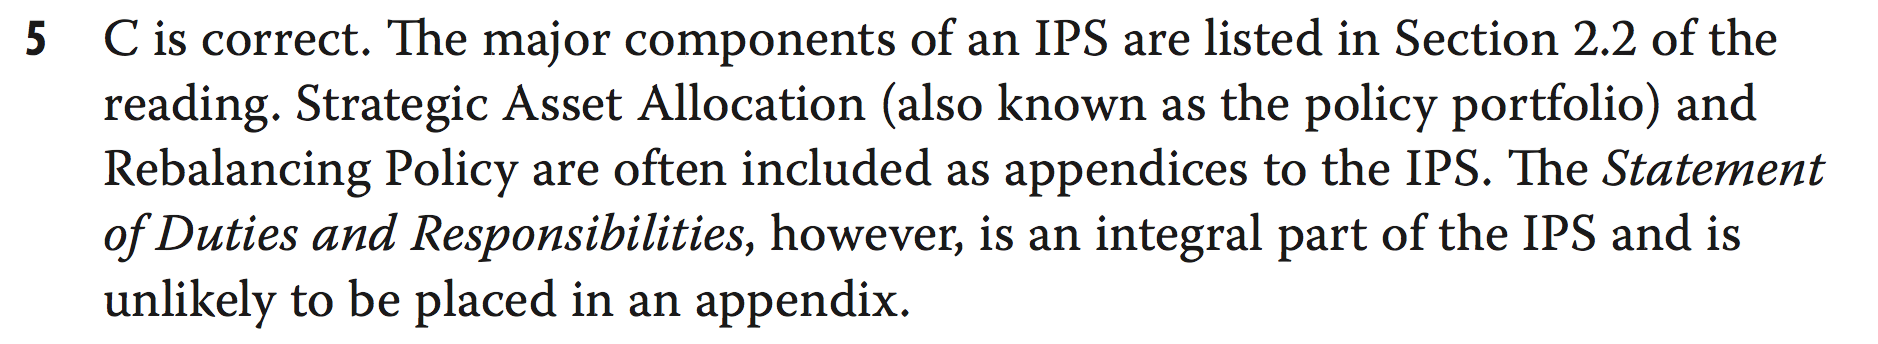 5 C is correct. The major components of an IPS are listed in Section 2.2 of the
reading. Strategic Asset Allocation (also known as the policy portfolio) and
Rebalancing Policy are often included as appendices to the IPS. The Statement
of Duties and Responsibilities, however, is an integral part of the IPS and is
unlikely to be placed in an appendix.